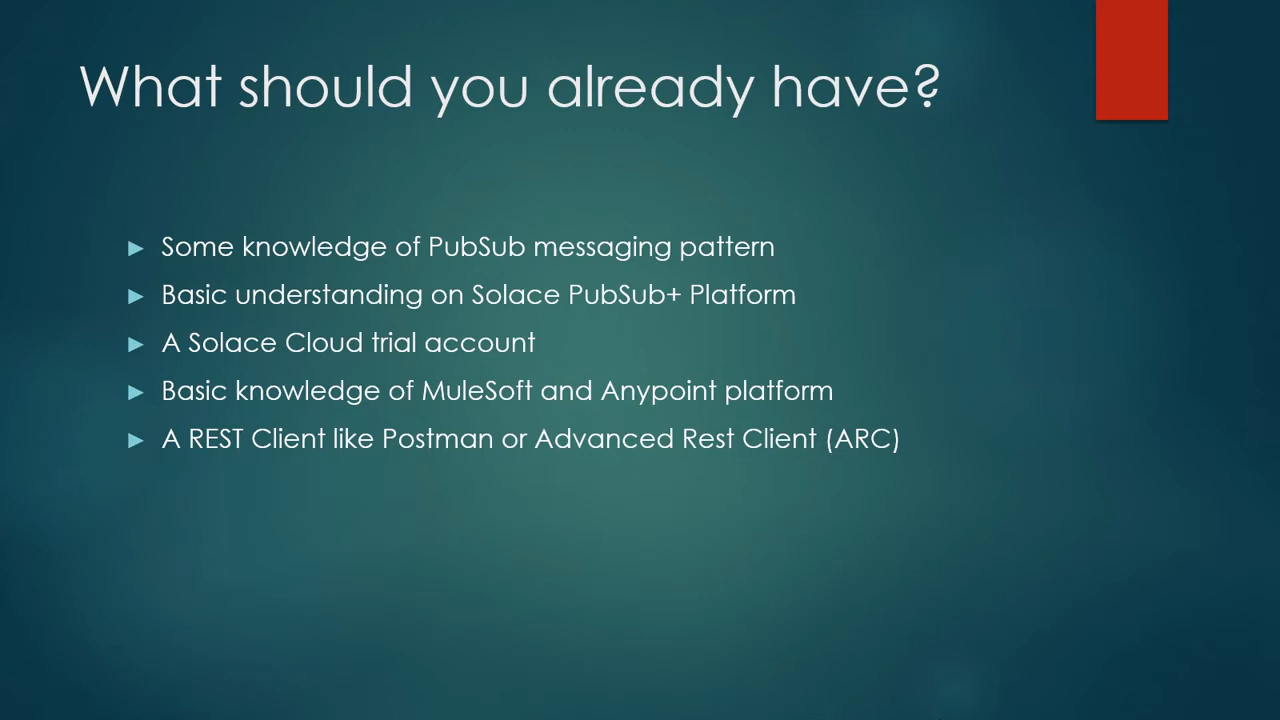 What should you already have?
Some knowledge of PubSub messaging pattern
Basic understanding on Solace PubSub+ Platform
A Solace Cloud trial account
Basic knowledge of MuleSoft and Anypoint platform
A REST Client like Postman or Advanced Rest Client (ARC)